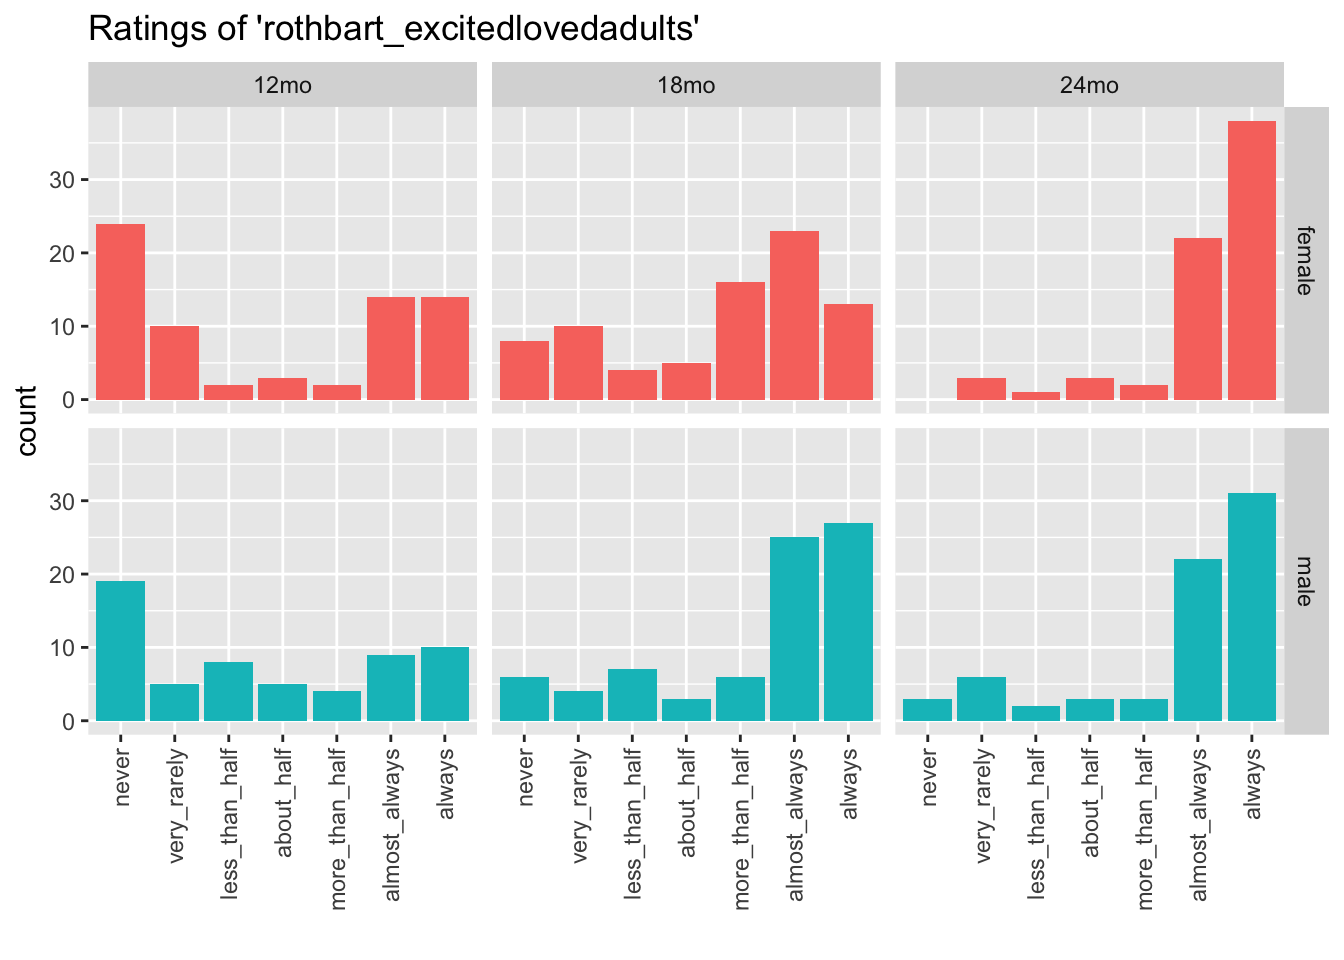 Ratings of 'rothbart_excitedlovedadults'
12mo 18mo 24mo
30
20
10
0
female
count
30
20
10
0
male
never very_rarely less_than_half about_half more_than_half almost_always always
never very_rarely less_than_half about_half more_than_half almost_always always
never very_rarely less_than_half about_half more_than_half almost_always always